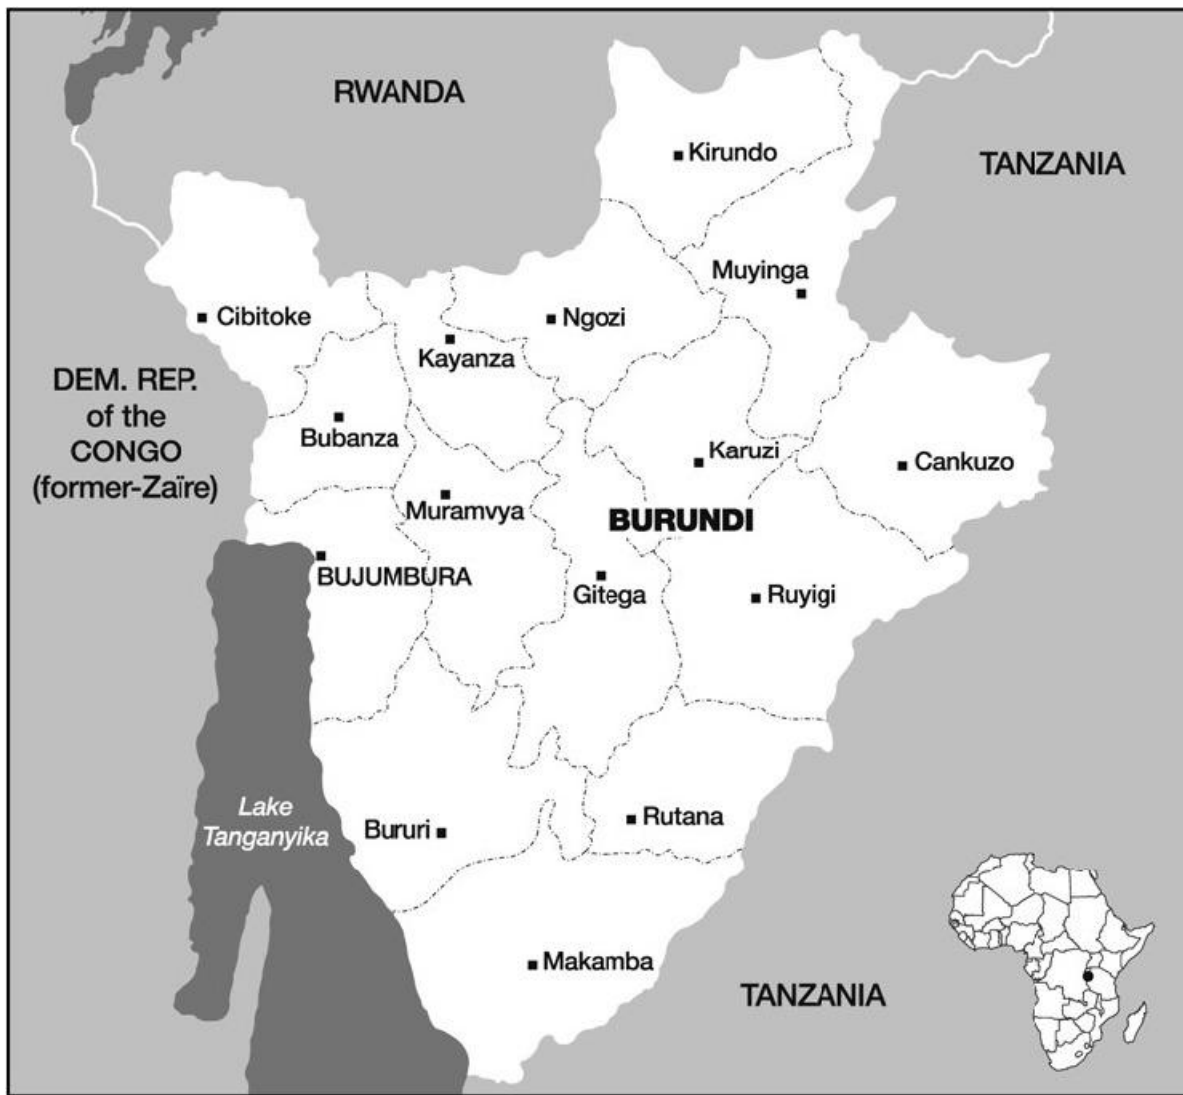 RWANDA
Kirundo
TANZANIA
Muyinga
Cibitoke
Ngozi
Kayanza
DEM. REP.
of the
CONGO
(former-Zaïre)
Bubanza
Karuzi
Cankuzo
Muramvya
BURUNDI
BUJUMBURA
Gitega
Ruyigi
Lake
Tanganyika
Bururi
Rutana
Makamba
TANZANIA